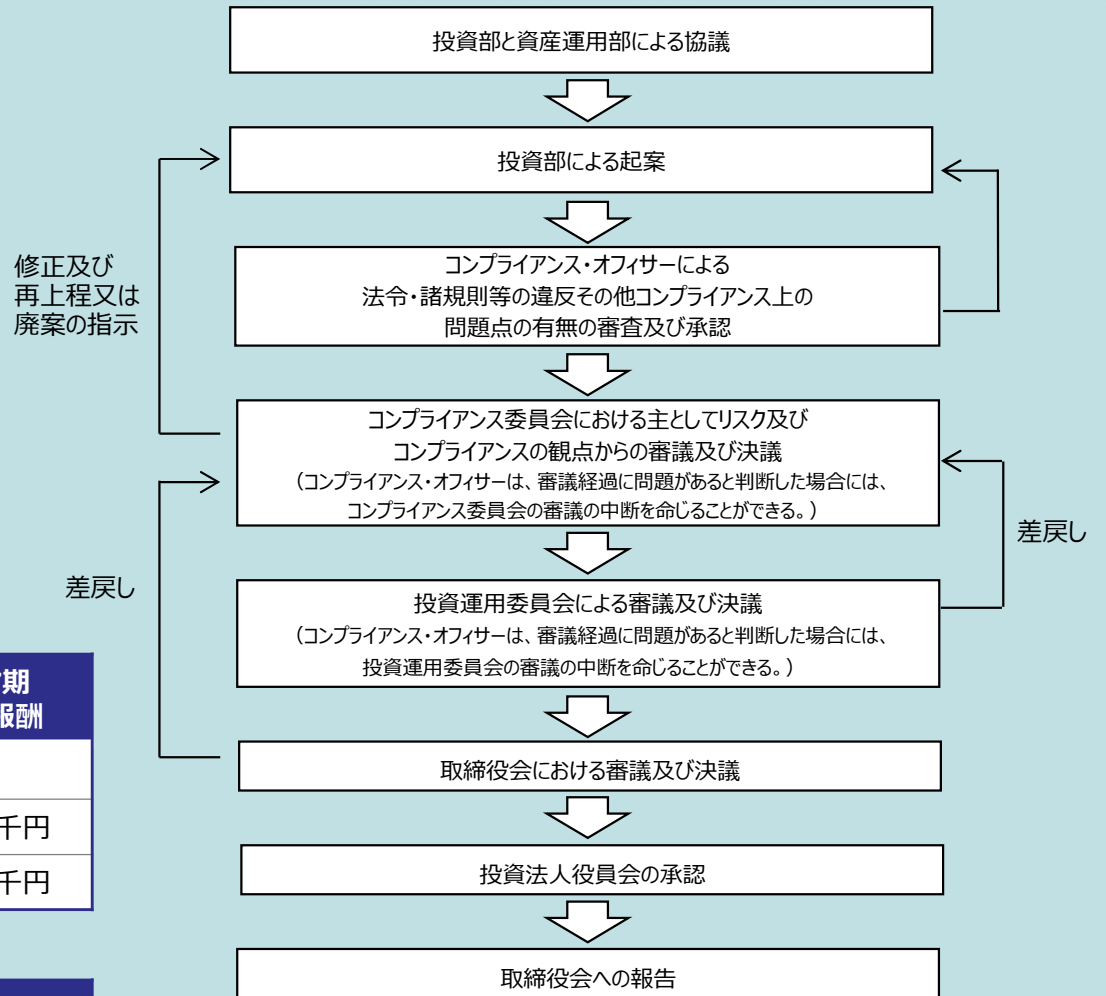 投資部と資産運用部による協議
投資部による起案
修正及び
再上程又は
廃案の指示
コンプライアンス・オフィサーによる
法令・諸規則等の違反その他コンプライアンス上の
問題点の有無の審査及び承認
コンプライアンス委員会における主としてリスク及び
コンプライアンスの観点からの審議及び決議
（コンプライアンス・オフィサーは、審議経過に問題があると判断した場合には、
コンプライアンス委員会の審議の中断を命じることができる。）
差戻し
差戻し
投資運用委員会による審議及び決議
（コンプライアンス・オフィサーは、審議経過に問題があると判断した場合には、
投資運用委員会の審議の中断を命じることができる。）
期
報酬
千円
千円
取締役会における審議及び決議
投資法人役員会の承認
取締役会への報告